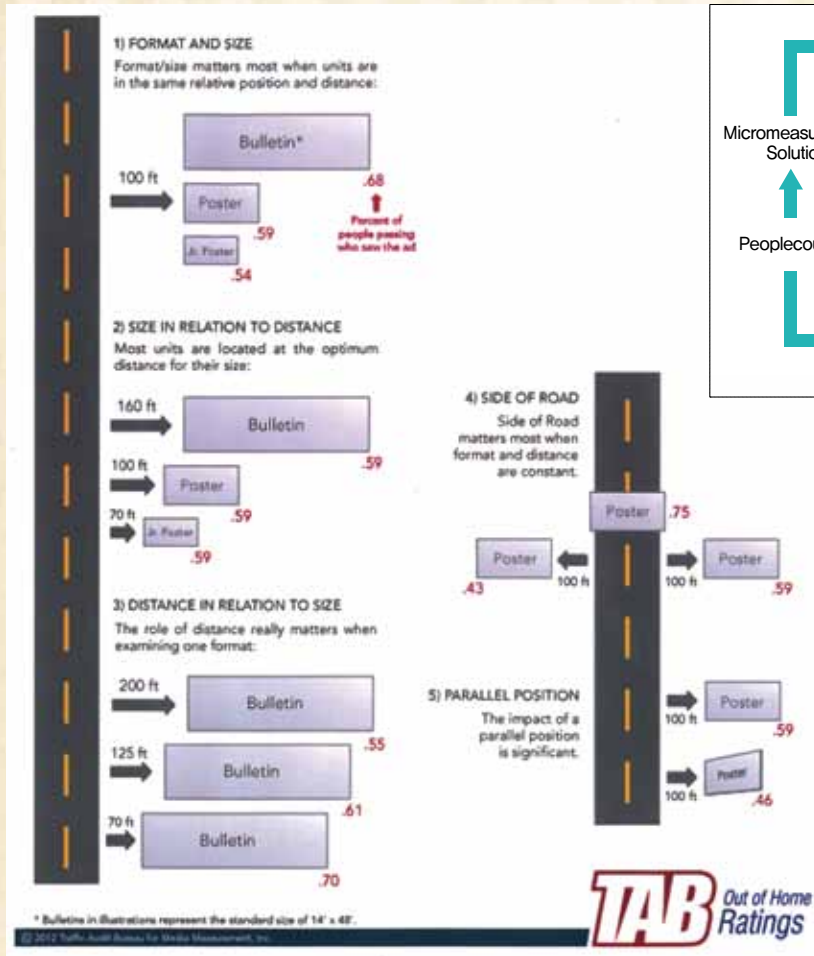 1) FORMAT AND SIZE
Format/size matters most when units are
in the same relative position and distance:
Bulletin*
100 ft
.68
Poster
.59
Percent of
people passing
who saw the ad
Jr. Poster
.54
2) SIZE IN RELATION TO DISTANCE
Most units are located at the optimum
distance for their size:
160 ft
Bulletin
.59
100 ft
Poster
.59
70 ft
Jr. Poster
.59
3) DISTANCE IN RELATION TO SIZE
The role of distance really matters when
examining one format:
200 ft
Bulletin
.55
125 ft
Bulletin
.61
70 ft
Bulletin
.70
* Bulletins in illustrations represent the standard size of 14' x 48'.
© 2012 Traffic Audit Bureau for Media Measurement, Inc.
4) SIDE OF ROAD
Side of Road
matters most when
format and distance
are constant.
Poster
.75
Poster
.43
100 ft
100 ft
Poster
.59
5) PARALLEL POSITION
The impact of a
parallel position
is significant.
100 ft
Poster
.59
100 ft
Poster
.46
TAB
Out of Home
Ratings
Micromeasu
Solutio
Peoplecou